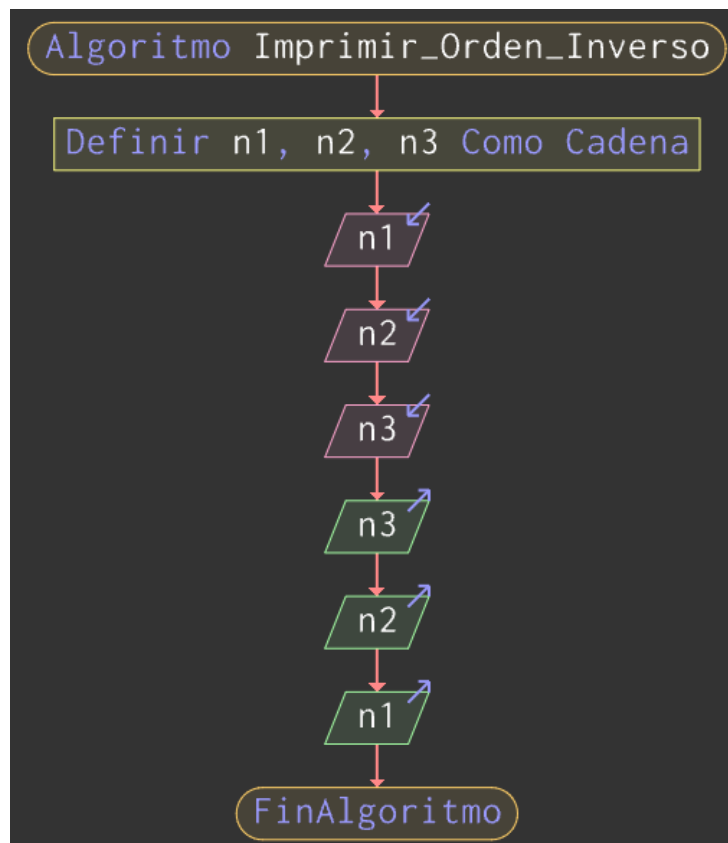 Algoritmo Imprimir_Orden_Inverso
Definir n1, n2, n3 Como Cadena
n1
n2
n3
n3
n2
n1
FinAlgoritmo